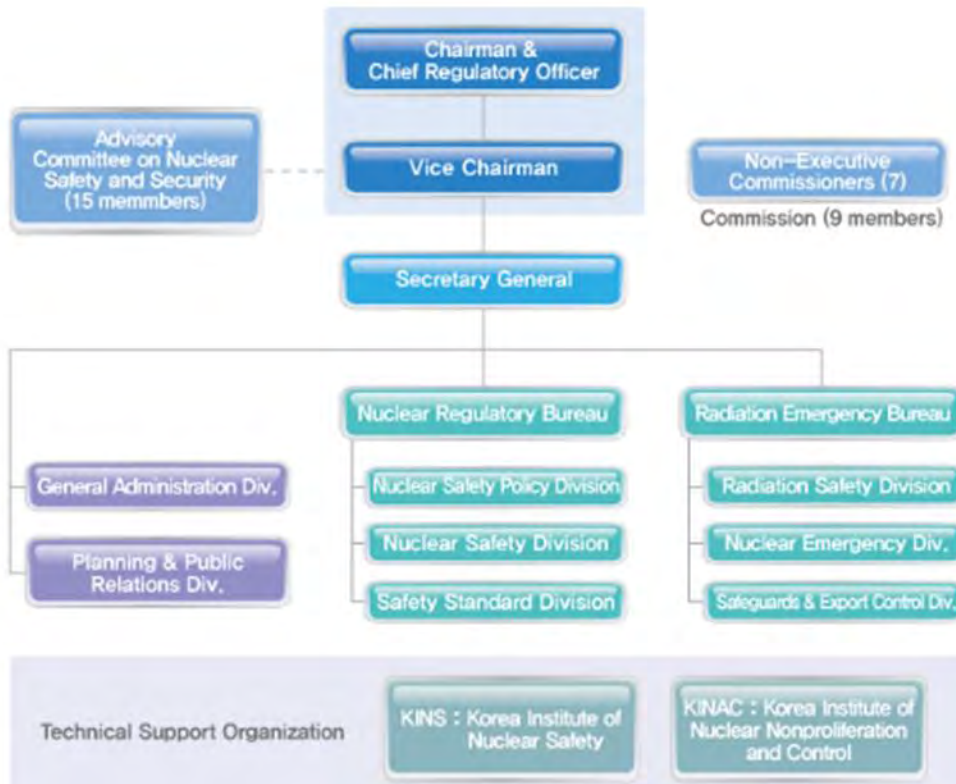 Chairman &
Chief Regulatory Officer
Advisory
Committee on Nuclear
Safety and Security
(15 memmbers)
Vice Chairman
Non-Executive
Commissioners (7)
Commission (9 members)
Secretary General
Nuclear Regulatory Bureau
Radiation Emergency Bureau
General Administration Div.
Nuclear Safety Policy Division
Radiation Safety Division
Planning & Public
Relations Div.
Nuclear Safety Division
Nuclear Emergency Div.
Safety Standard Division
Safeguards & Export Control Div.
Technical Support Organization
KINS : Korea Institute of
Nuclear Safety
KINAC : Korea Institute of
Nuclear Nonproliferation
and Control